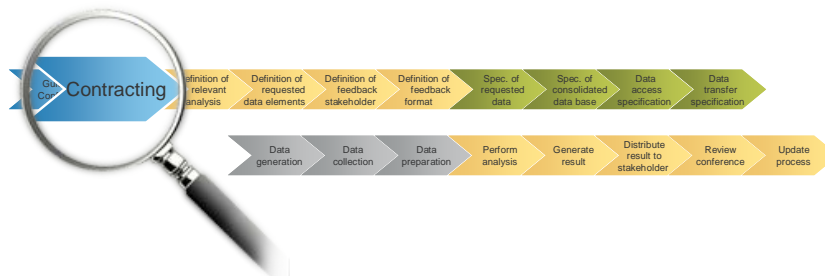 Contracting
Definition of
relevant
analysis
Definition of
requested
data elements
Definition of
feedback
stakeholder
Definition of
feedback
format
Spec. of
requested
data
Spec. of
consolidated
data base
Data
access
specification
Data
transfer
specification
Data
generation
Data
collection
Data
preparation
Perform
analysis
Generate
result
Distribute
result to
stakeholder
Review
conference
Update
process